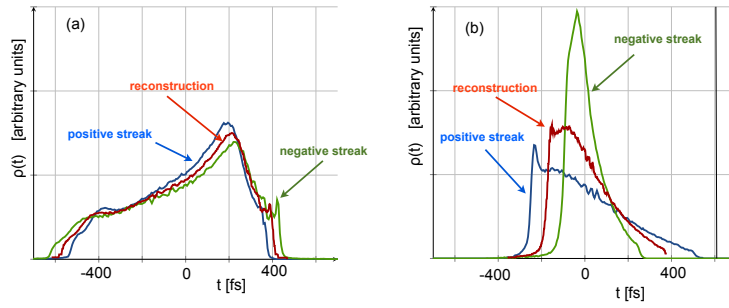 (a)
ρ(t) [arbitrary units]
reconstruction
positive streak
negative streak
-400
0
400
t [fs]
(b)
ρ(t) [arbitrary units]
negative streak
reconstruction
positive streak
-400
0
400
t [fs]